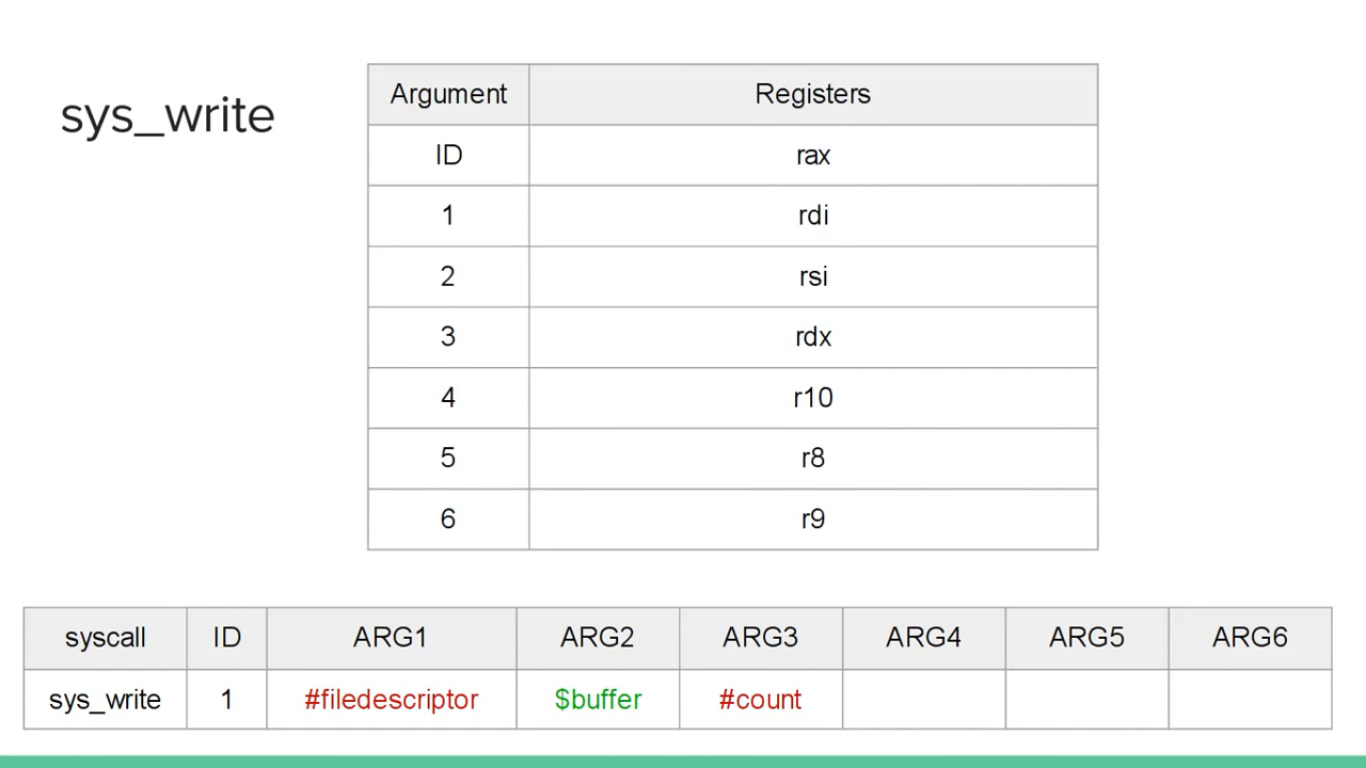 sys_write
Argument Registers
ID rax
1 rdi
2 rsi
3 rdx
4 r10
5 r8
6 r9
syscall ID ARG1 ARG2 ARG3 ARG4 ARG5 ARG6
sys_write 1 #filedescriptor $buffer #count